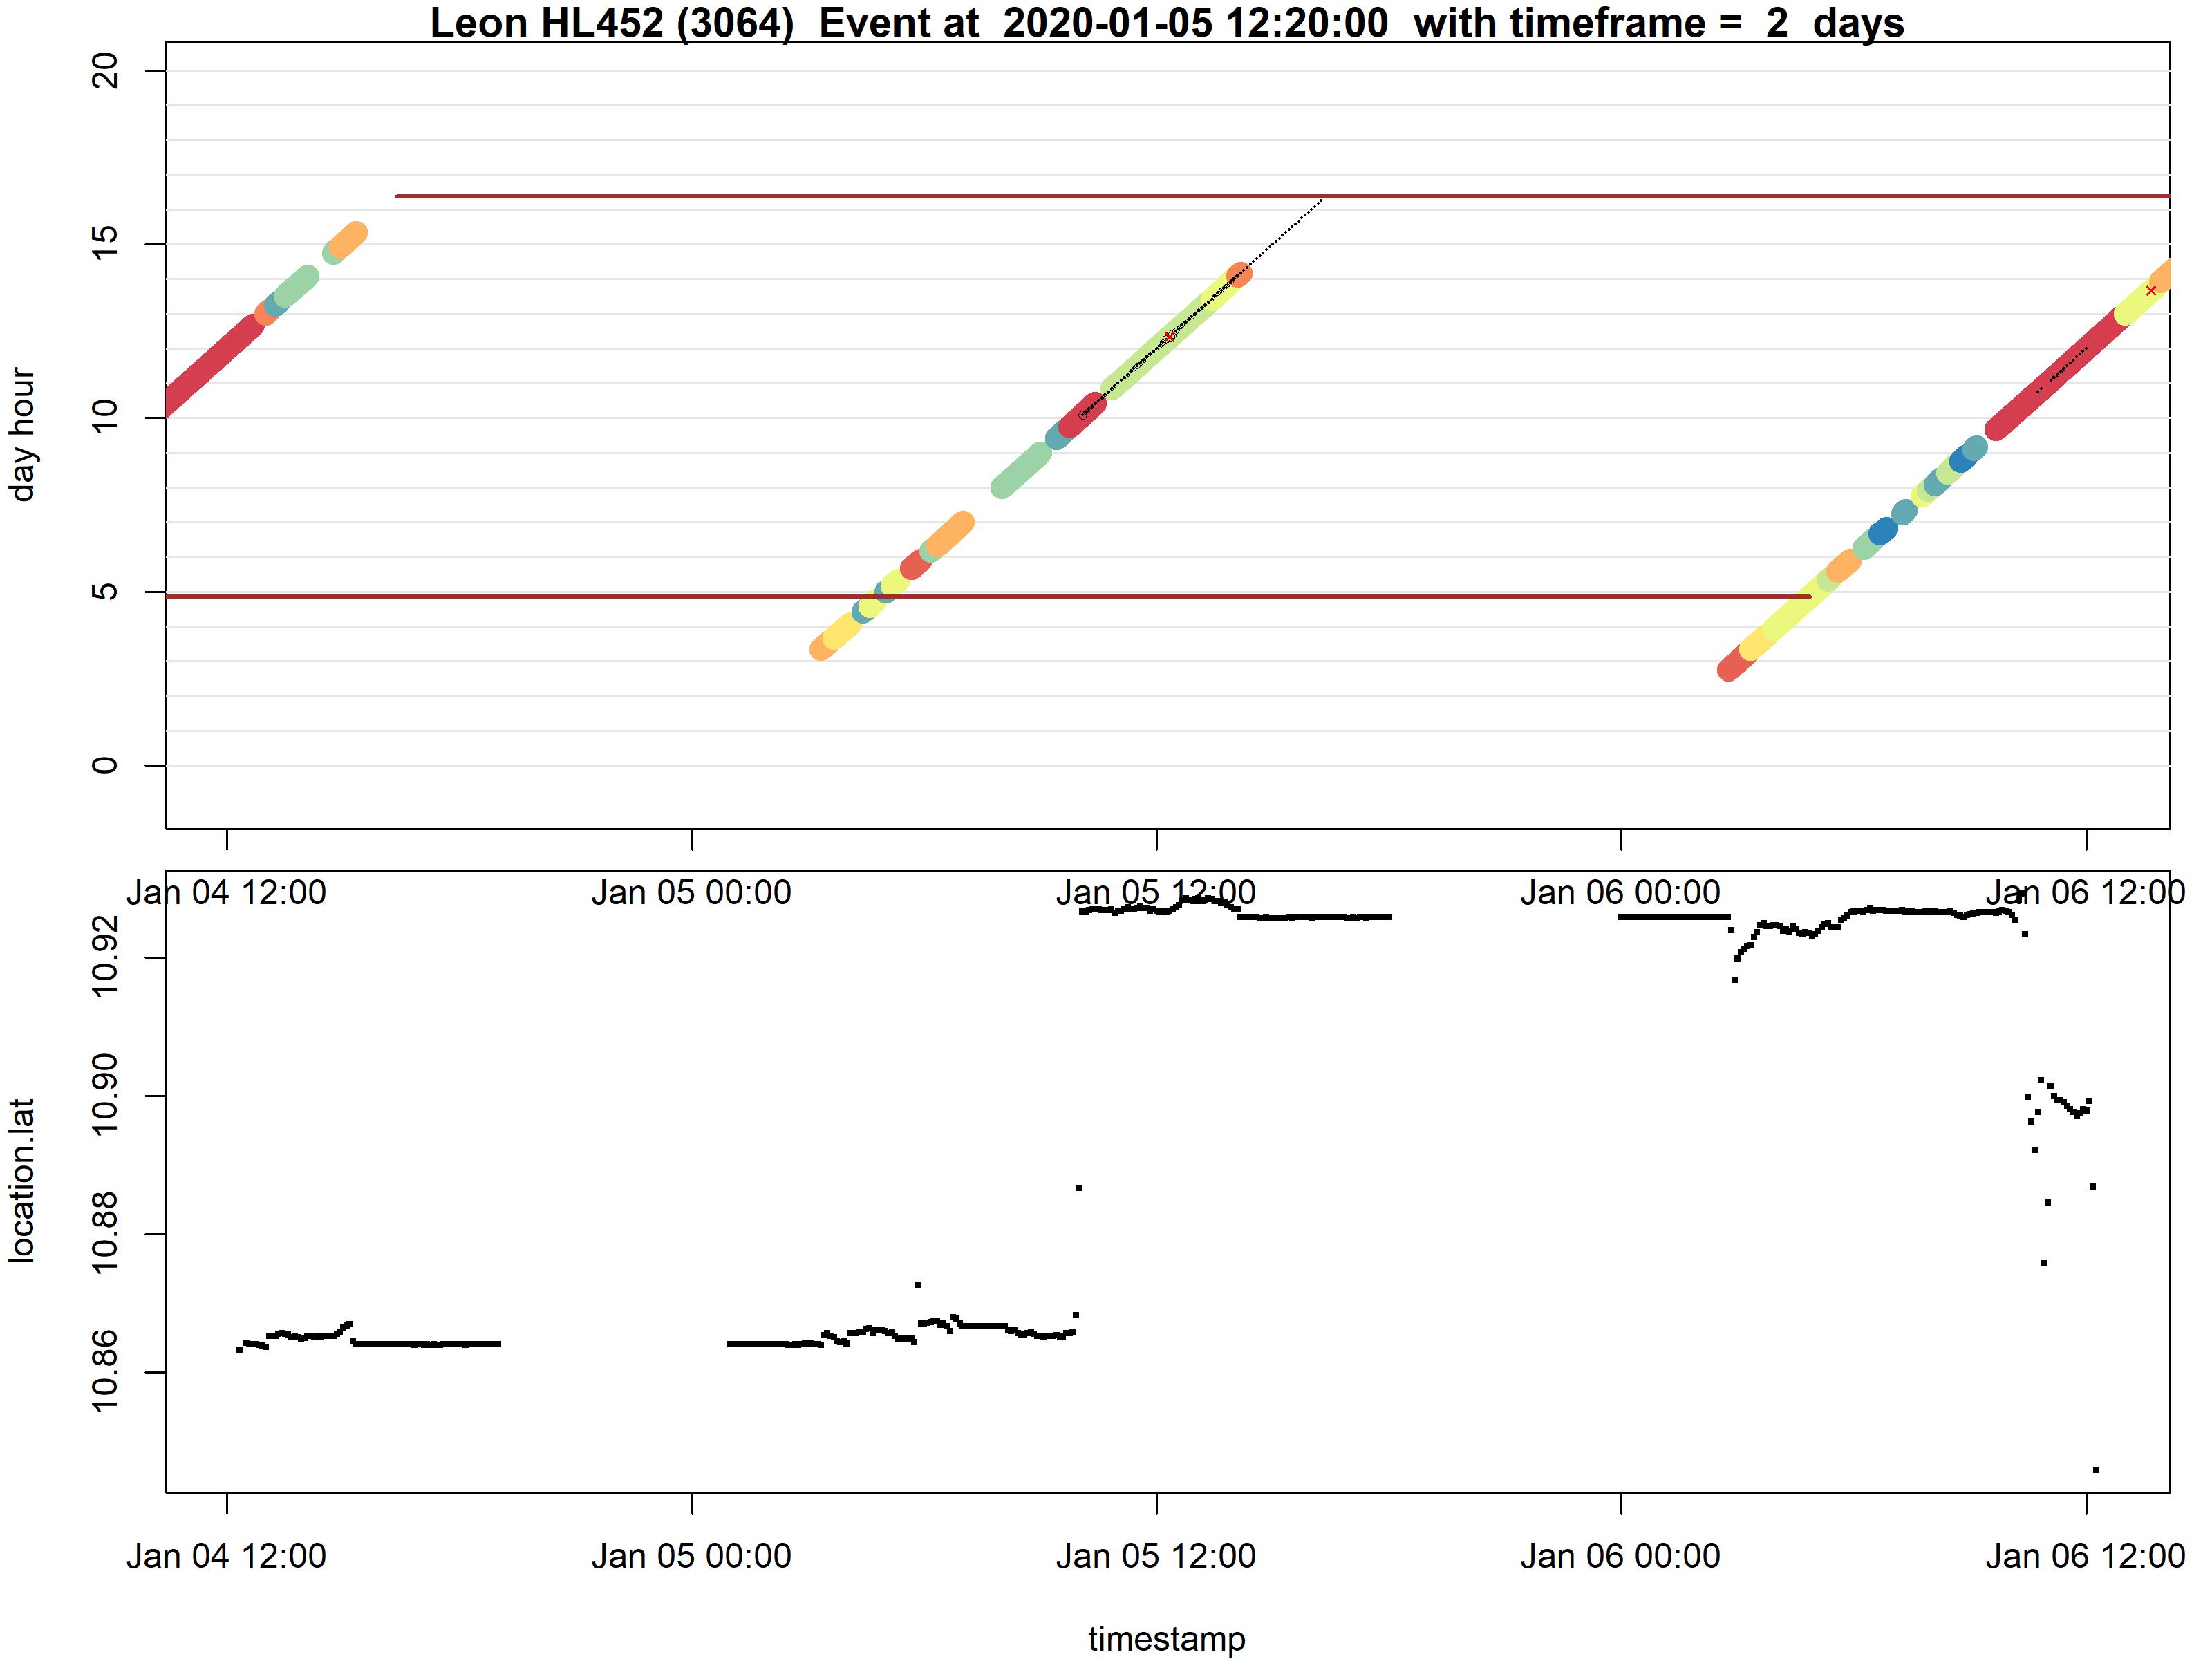 Leon HL452 (3064)  Event at  2020-01-05 12:20:00  with timeframe =  2  days
20
15
10
5
0
day hour
Jan 04 12:00
Jan 05 00:00
Jan 05 12:00
Jan 06 00:00
Jan 06 12:00
10.92
10.90
10.88
10.86
location.lat
Jan 04 12:00
Jan 05 00:00
Jan 05 12:00
Jan 06 00:00
Jan 06 12:00
timestamp